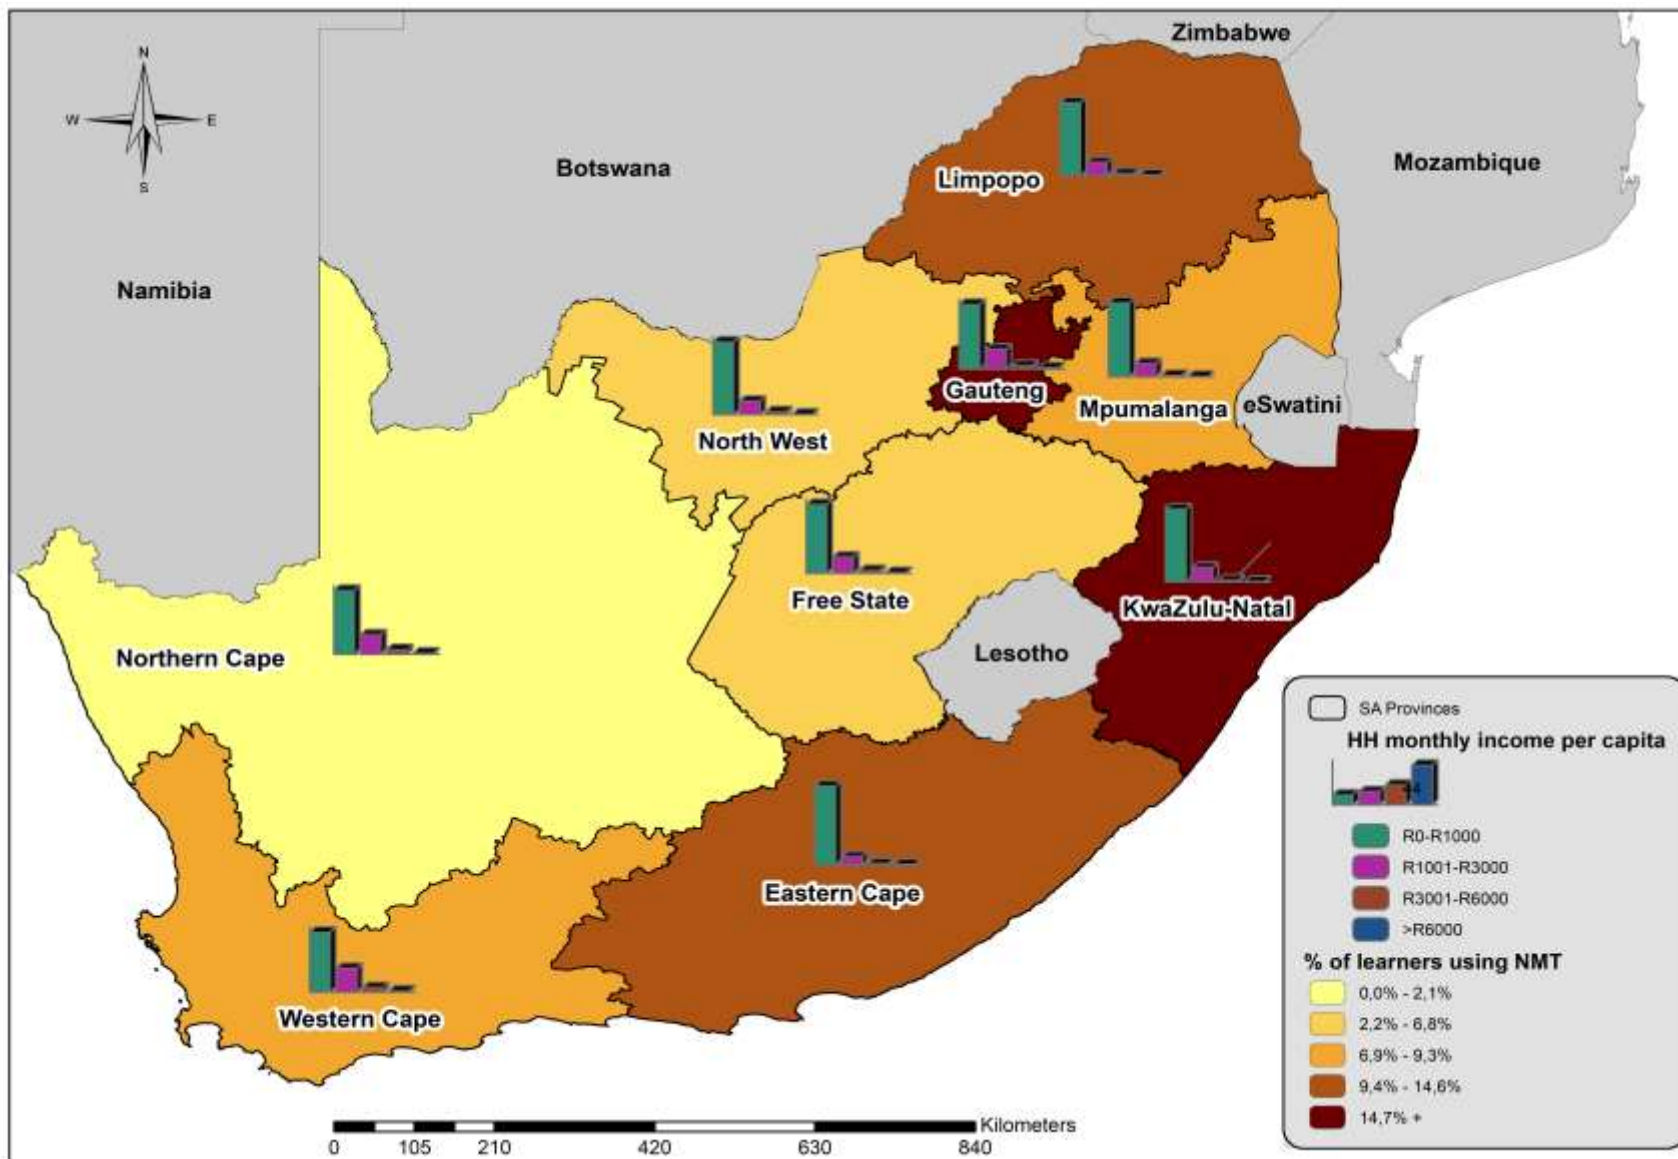 Zimbabwe
N
W
E
S
Botswana
Mozambique
Limpopo
Namibia
Gauteng
Mpumalanga
eSwatini
North West
Free State
KwaZulu-Natal
Lesotho
Northern Cape
Eastern Cape
Western Cape
SA Provinces
HH monthly income per capita
44
R0-R1000
R1001-R3000
R3001-R6000
>R6000
% of learners using NMT
0,0% - 2,1%
2,2% - 6,8%
6,9% - 9,3%
9,4% - 14,6%
14,7% +
Kilometers
0 105 210 420 630 840